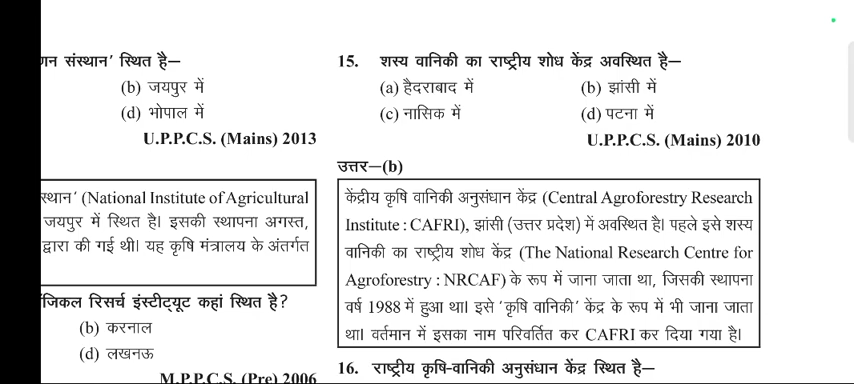 णन संस्थान’ स्थित है—
(b) जयपुर में
(d) भोपाल में
U.P.P.C.S. (Mains) 2013
स्थान’ (National Institute of Agricultural
जयपुर में स्थित है। इसकी स्थापना अगस्त,
द्वारा की गई थी। यह कृषि मंत्रालय के अंतर्गत
जिकल रिसर्च इंस्टीट्यूट कहां स्थित है?
(b) करनाल
(d) लखनऊ
M.P.P.C.S. (Pre) 2006
15. शस्य वानिकी का राष्ट्रीय शोध केंद्र अवस्थित है—
(a) हैदराबाद में (b) झांसी में
(c) नासिक में (d) पटना में
U.P.P.C.S. (Mains) 2010
उत्तर—(b)
केंद्रीय कृषि वानिकी अनुसंधान केंद्र (Central Agroforestry Research
Institute : CAFRI), झांसी (उत्तर प्रदेश) में अवस्थित है। पहले इसे शस्य
वानिकी का राष्ट्रीय शोध केंद्र (The National Research Centre for
Agroforestry : NRCAF) के रूप में जाना जाता था, जिसकी स्थापना
वर्ष 1988 में हुआ था। इसे ‘कृषि वानिकी’ केंद्र के रूप में भी जाना जाता
था। वर्तमान में इसका नाम परिवर्तित कर CAFRI कर दिया गया है।
16. राष्ट्रीय कृषि-वानिकी अनुसंधान केंद्र स्थित है—